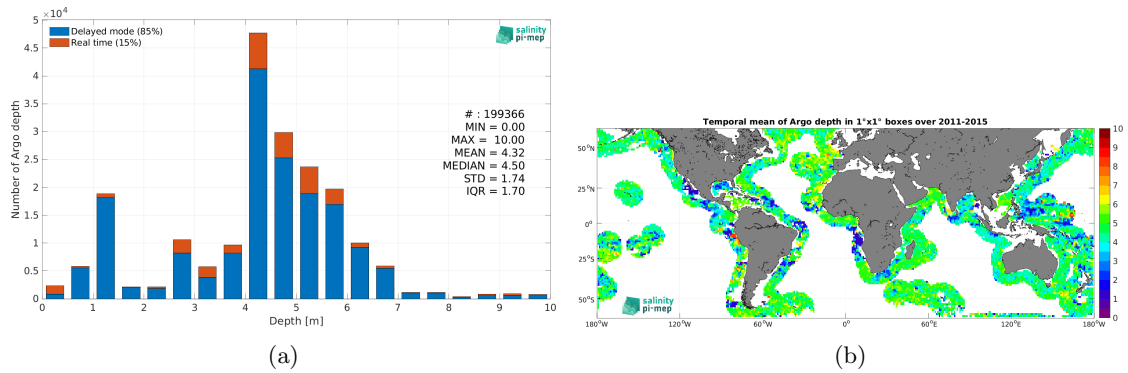 5 ×10⁴
4.5
4
3.5
3
2.5
2
1.5
1
0.5
0
Number of Argo depth
Delayed mode (85%)
Real time (15%)
salinity
pi-mep
# : 199366
MIN = 0.00
MAX = 10.00
MEAN = 4.32
MEDIAN = 4.50
STD = 1.74
IQR = 1.70
1 2 3 4 5 6 7 8 9 10
Depth [m]
(a)
Temporal mean of Argo depth in 1°x1° boxes over 2011-2015
50°N
25°N
0°
25°S
50°S
salinity
pi-mep
180°W 120°W 60°W 0° 60°E 120°E 180°W
10
9
8
7
6
5
4
3
2
1
0
(b)